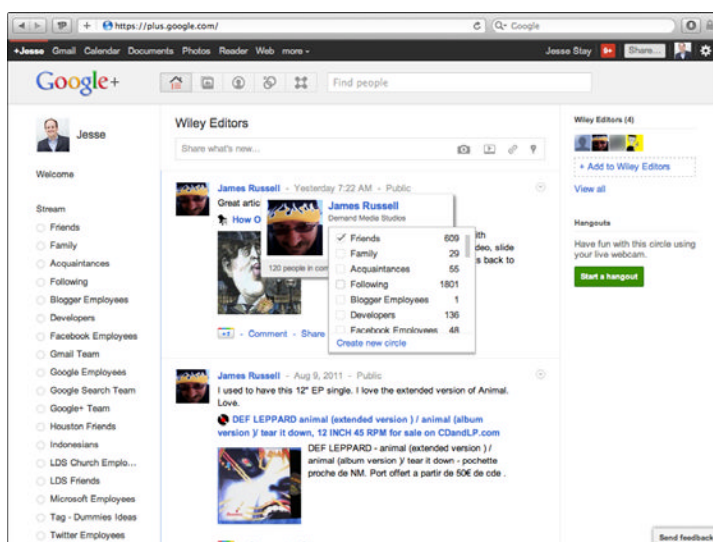 https://plus.google.com/
Google
+Jesse Gmail Calendar Documents Photos Reader Web more
Jesse Stay
Share...
Google+
Find people
Jesse
Welcome
Stream
Friends
Family
Acquaintances
Following
Blogger Employees
Developers
Facebook Employees
Gmail Team
Google Employees
Google Search Team
Google+ Team
Houston Friends
Indonesians
LDS Church Emplo...
LDS Friends
Microsoft Employees
Tag - Dummies Ideas
Twitter Employees
Wiley Editors
Share what's new...
James Russell - Yesterday 7:22 AM - Public
Great artic
How O
James Russell
Demand Media Studios
120 people in com
Friends 609
Family 29
Acquaintances 55
Following 1801
Blogger Employees 1
Developers 136
Facebook Employees 48
Create new circle
ith
deo, slide
s back to
+1 - Comment - Share
James Russell - Aug 9, 2011 - Public
I used to have this 12" EP single. I love the extended version of Animal.
Love.
DEF LEPPARD animal (extended version ) / animal (album
version )/ tear it down, 12 INCH 45 RPM for sale on CDandLP.com
DEF LEPPARD - animal (extended version ) /
animal (album version )/ tear it down - pochette
proche de NM. Port offert a partir de 50€ de cde .
Wiley Editors (4)
+ Add to Wiley Editors
View all
Hangouts
Have fun with this circle using
your live webcam.
Start a hangout
Send feedback